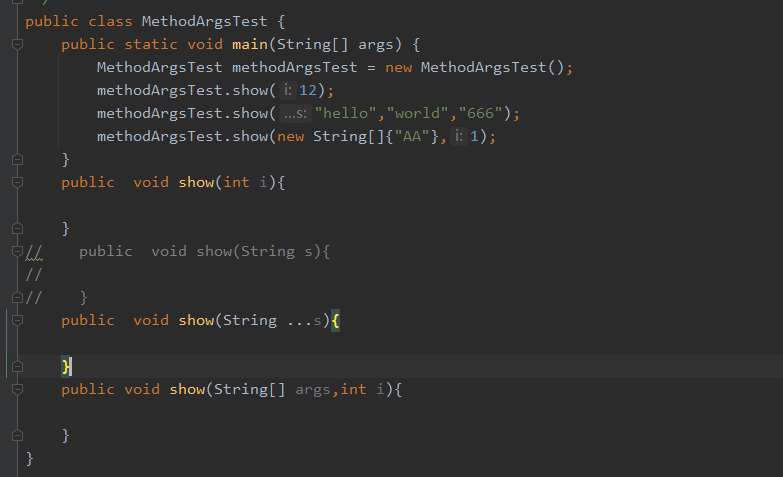 public class MethodArgsTest {
    public static void main(String[] args) {
        MethodArgsTest methodArgsTest = new MethodArgsTest();
        methodArgsTest.show( i: 12);
        methodArgsTest.show( ...s: "hello","world","666");
        methodArgsTest.show(new String[]{"AA"}, i: 1);
    }
    public  void show(int i){
    }
//    public  void show(String s){
//
//    }
    public  void show(String ...s){
    }
    public void show(String[] args,int i){
    }
}